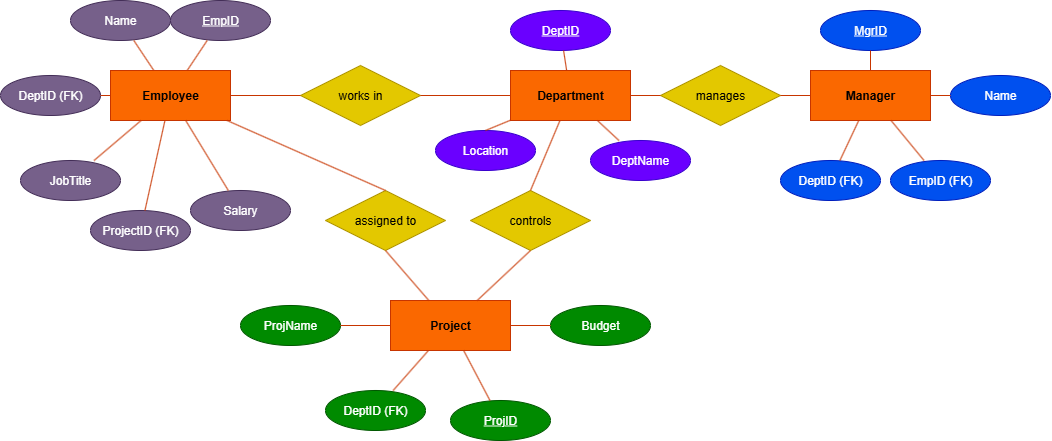 Name
EmpID
DeptID
MgrID
DeptID (FK)
Employee
works in
Department
manages
Manager
Name
Location
DeptName
JobTitle
DeptID (FK)
EmpID (FK)
Salary
ProjectID (FK)
assigned to
controls
ProjName
Project
Budget
DeptID (FK)
ProjID